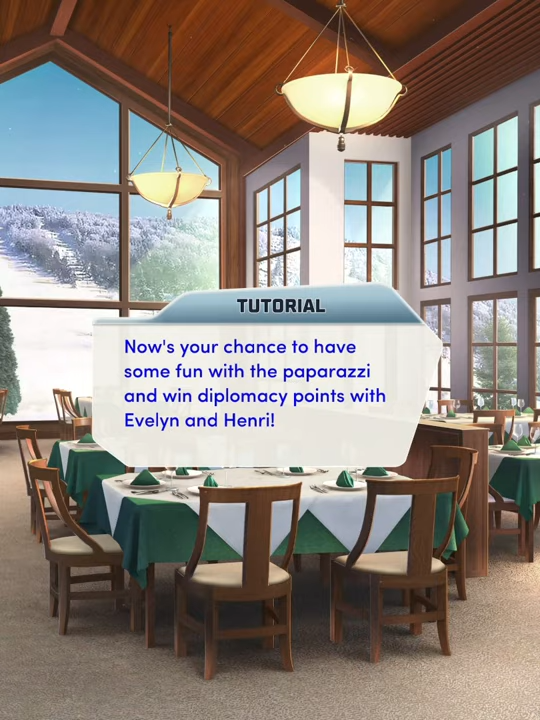 TUTORIAL
Now's your chance to have
some fun with the paparazzi
and win diplomacy points with
Evelyn and Henri!